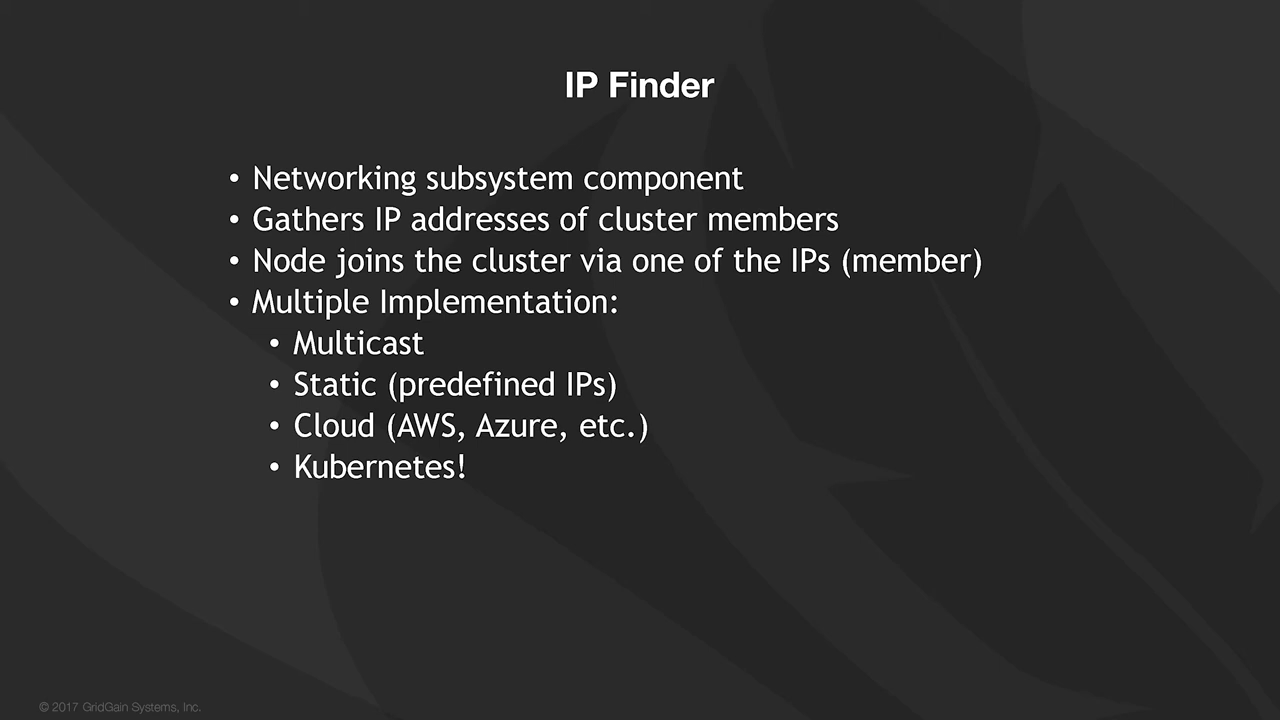 IP Finder
• Networking subsystem component
• Gathers IP addresses of cluster members
• Node joins the cluster via one of the IPs (member)
• Multiple Implementation:
• Multicast
• Static (predefined IPs)
• Cloud (AWS, Azure, etc.)
• Kubernetes!
© 2017 GridGain Systems, Inc.